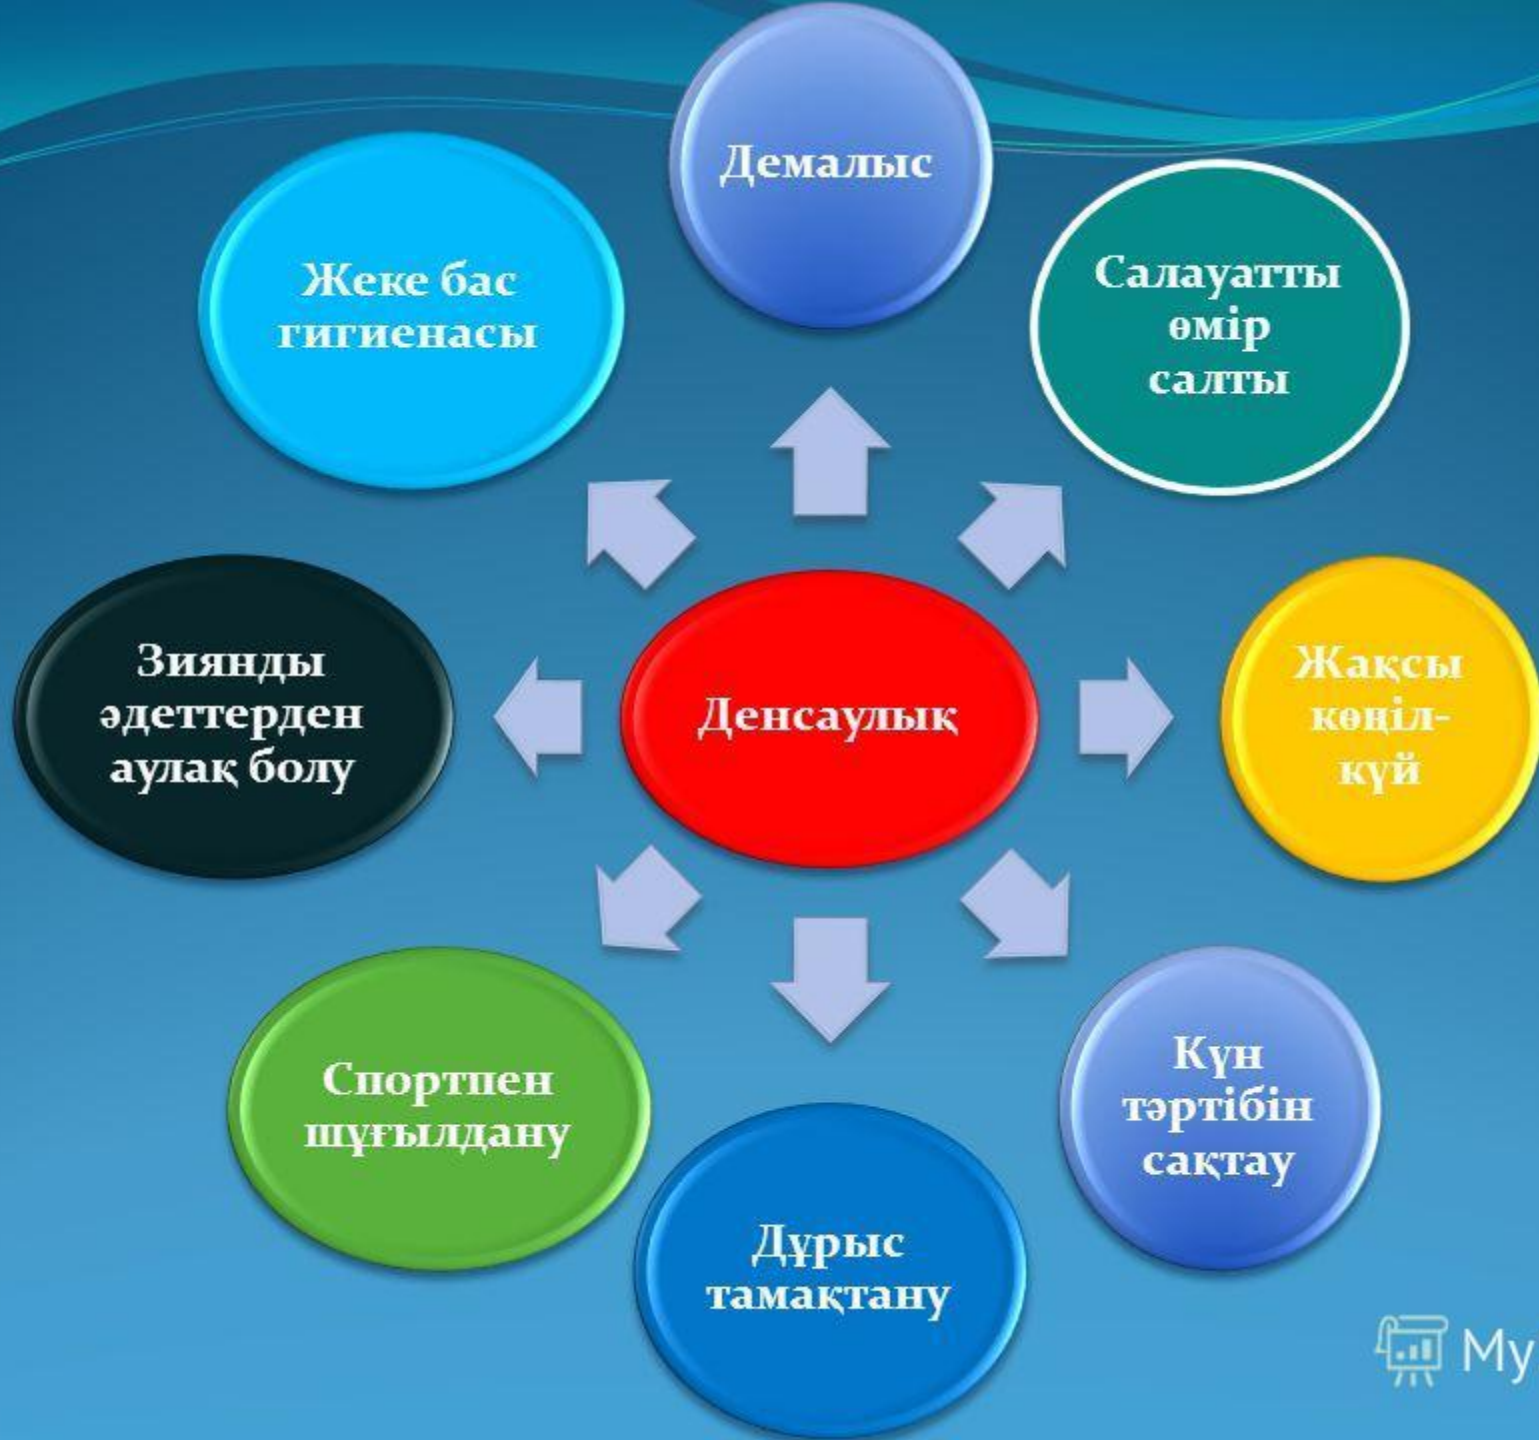 Демалыс
Жеке бас
гигиенасы
Салауатты
өмір
салты
Зиянды
әдеттерден
аулақ болу
Денсаулық
Жақсы
көңіл-
күй
Спортпен
шұғылдану
Күн
тәртібін
сақтау
Дұрыс
тамақтану
My